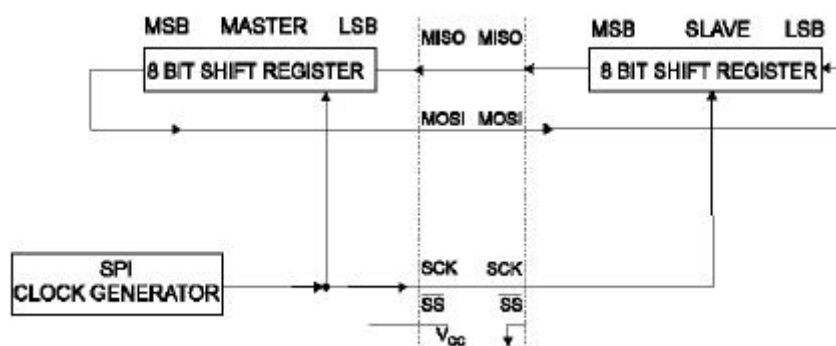 MSB MASTER LSB
MISO MISO
MSB SLAVE LSB
8 BIT SHIFT REGISTER
8 BIT SHIFT REGISTER
MOSI MOSI
SPI
CLOCK GENERATOR
SCK SCK
SS SS
VCC